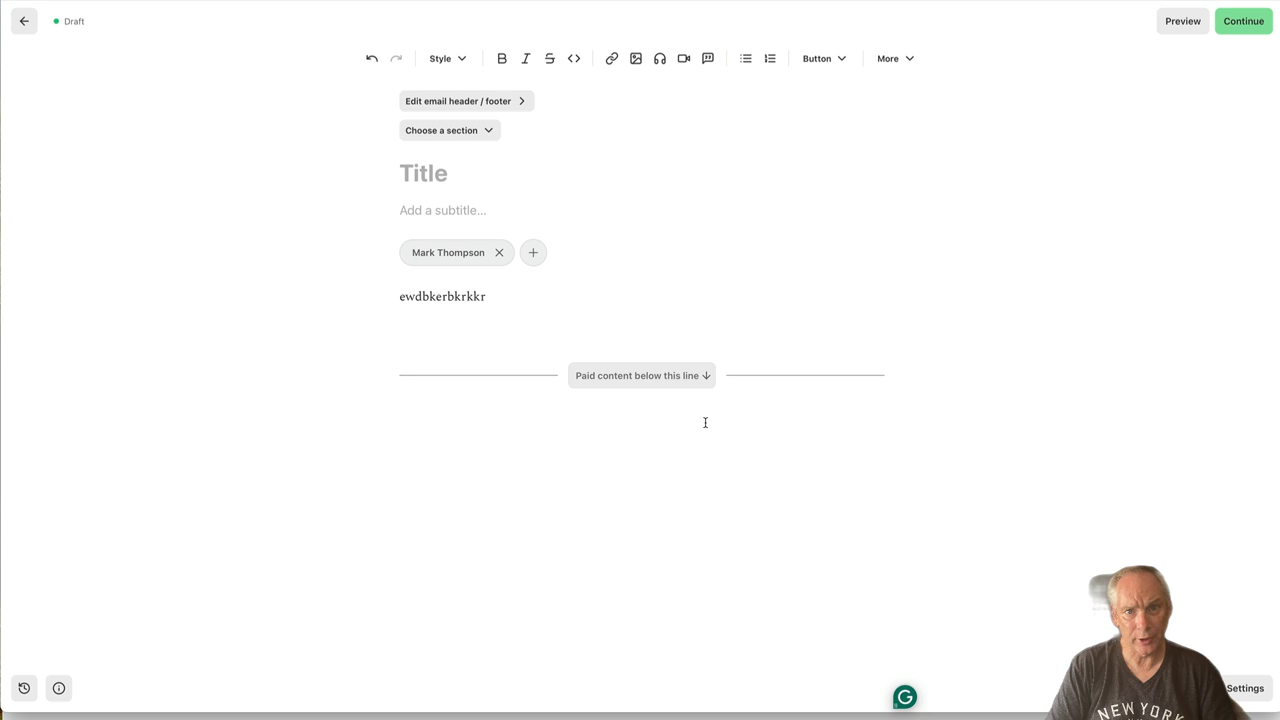 Draft
Preview
Continue
Style
Button
More
Edit email header / footer
Choose a section
Title
Add a subtitle...
Mark Thompson
ewdbkerbkrkkr
Paid content below this line
Settings
NEW YORK